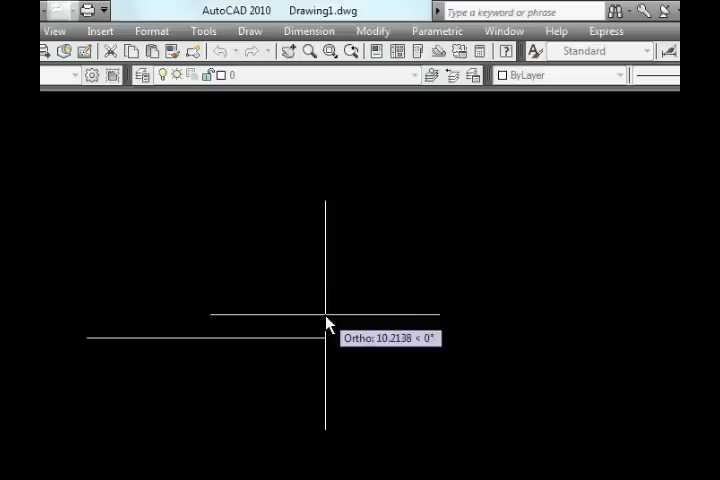 AutoCAD 2010 Drawing1.dwg Type a keyword or phrase
View Insert Format Tools Draw Dimension Modify Parametric Window Help Express
Standard
0 ByLayer
Ortho: 10.2138 < 0°